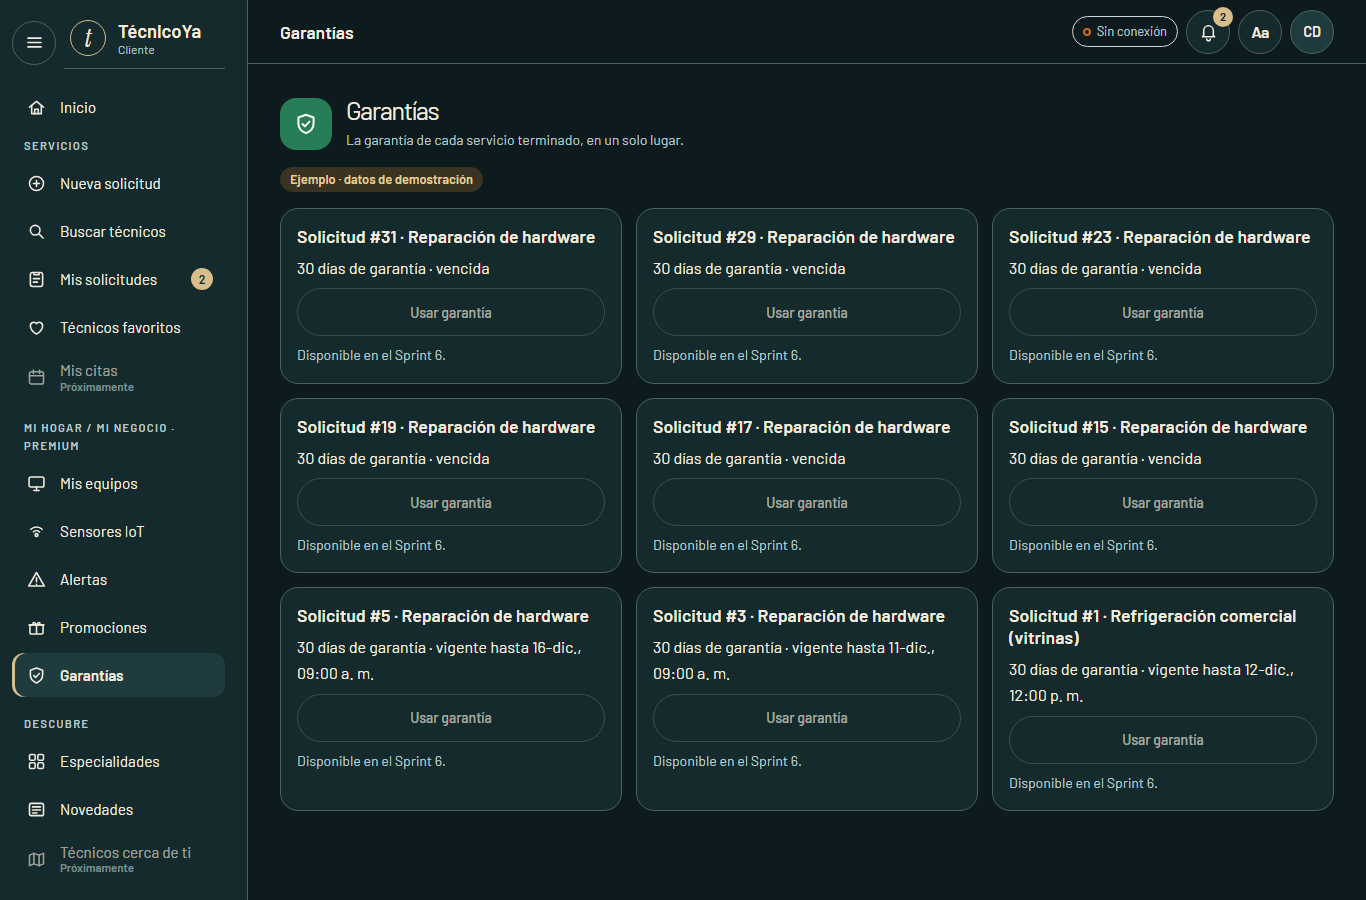 t
TécnicoYa
Cliente
Inicio
SERVICIOS
Nueva solicitud
Buscar técnicos
Mis solicitudes 2
Técnicos favoritos
Mis citas
Próximamente
MI HOGAR / MI NEGOCIO ·
PREMIUM
Mis equipos
Sensores IoT
Alertas
Promociones
Garantías
DESCUBRE
Especialidades
Novedades
Técnicos cerca de ti
Próximamente
Garantías
Sin conexión
2
Aa
CD
Garantías
La garantía de cada servicio terminado, en un solo lugar.
Ejemplo · datos de demostración
Solicitud #31 · Reparación de hardware
30 días de garantía · vencida
Usar garantía
Disponible en el Sprint 6.
Solicitud #29 · Reparación de hardware
30 días de garantía · vencida
Usar garantía
Disponible en el Sprint 6.
Solicitud #23 · Reparación de hardware
30 días de garantía · vencida
Usar garantía
Disponible en el Sprint 6.
Solicitud #19 · Reparación de hardware
30 días de garantía · vencida
Usar garantía
Disponible en el Sprint 6.
Solicitud #17 · Reparación de hardware
30 días de garantía · vencida
Usar garantía
Disponible en el Sprint 6.
Solicitud #15 · Reparación de hardware
30 días de garantía · vencida
Usar garantía
Disponible en el Sprint 6.
Solicitud #5 · Reparación de hardware
30 días de garantía · vigente hasta 16-dic.,
09:00 a. m.
Usar garantía
Disponible en el Sprint 6.
Solicitud #3 · Reparación de hardware
30 días de garantía · vigente hasta 11-dic.,
09:00 a. m.
Usar garantía
Disponible en el Sprint 6.
Solicitud #1 · Refrigeración comercial
(vitrinas)
30 días de garantía · vigente hasta 12-dic.,
12:00 p. m.
Usar garantía
Disponible en el Sprint 6.